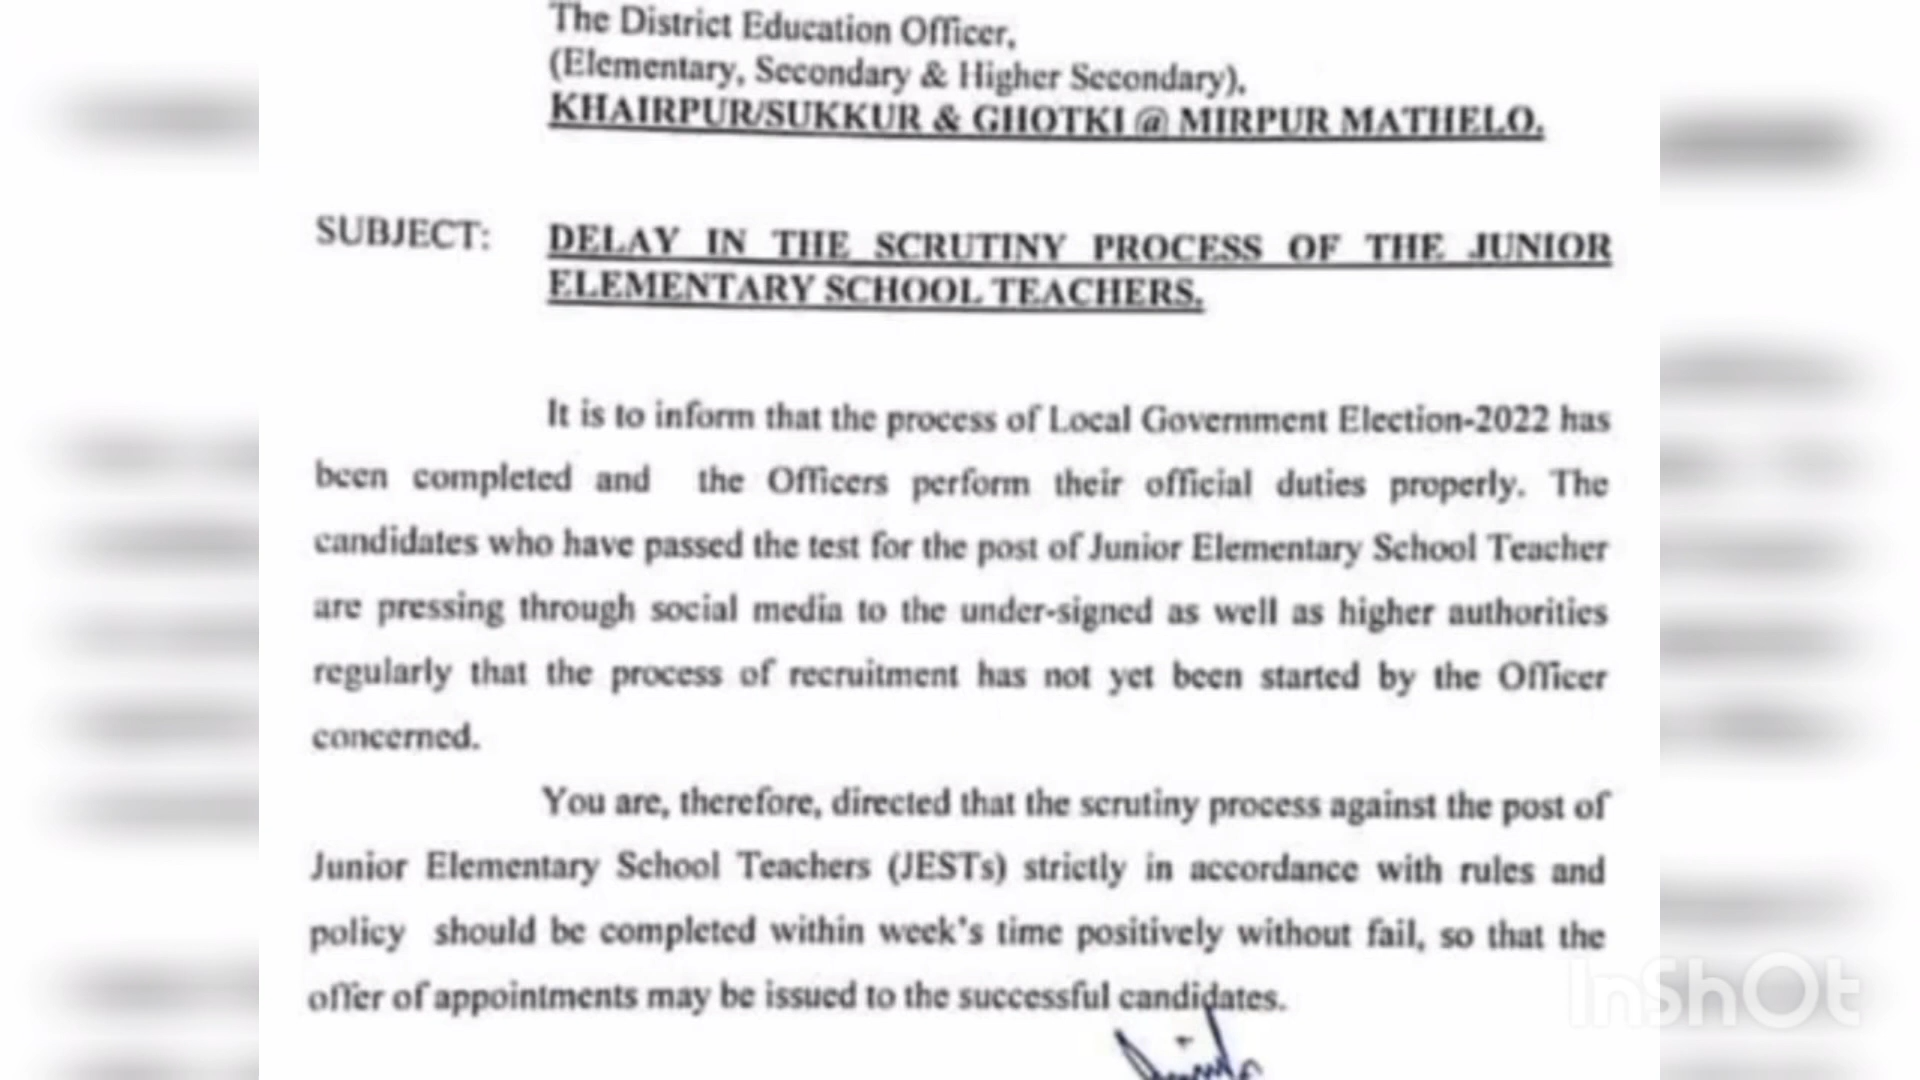 The District Education Officer,
(Elementary, Secondary & Higher Secondary),
KHAIRPUR/SUKKUR & GHOTKI @ MIRPUR MATHELO.
SUBJECT: DELAY IN THE SCRUTINY PROCESS OF THE JUNIOR
ELEMENTARY SCHOOL TEACHERS.
It is to inform that the process of Local Government Election-2022 has
been completed and the Officers perform their official duties properly. The
candidates who have passed the test for the post of Junior Elementary School Teacher
are pressing through social media to the under-signed as well as higher authorities
regularly that the process of recruitment has not yet been started by the Officer
concerned.
You are, therefore, directed that the scrutiny process against the post of
Junior Elementary School Teachers (JESTs) strictly in accordance with rules and
policy should be completed within week's time positively without fail, so that the
offer of appointments may be issued to the successful candidates.
InShOt